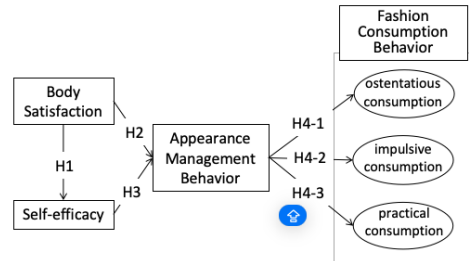 Fashion
Consumption
Behavior
Body
Satisfaction
ostentatious
consumption
H4-1
H2
Appearance
Management
Behavior
H4-2
impulsive
consumption
H1
H3
H4-3
Self-efficacy
practical
consumption